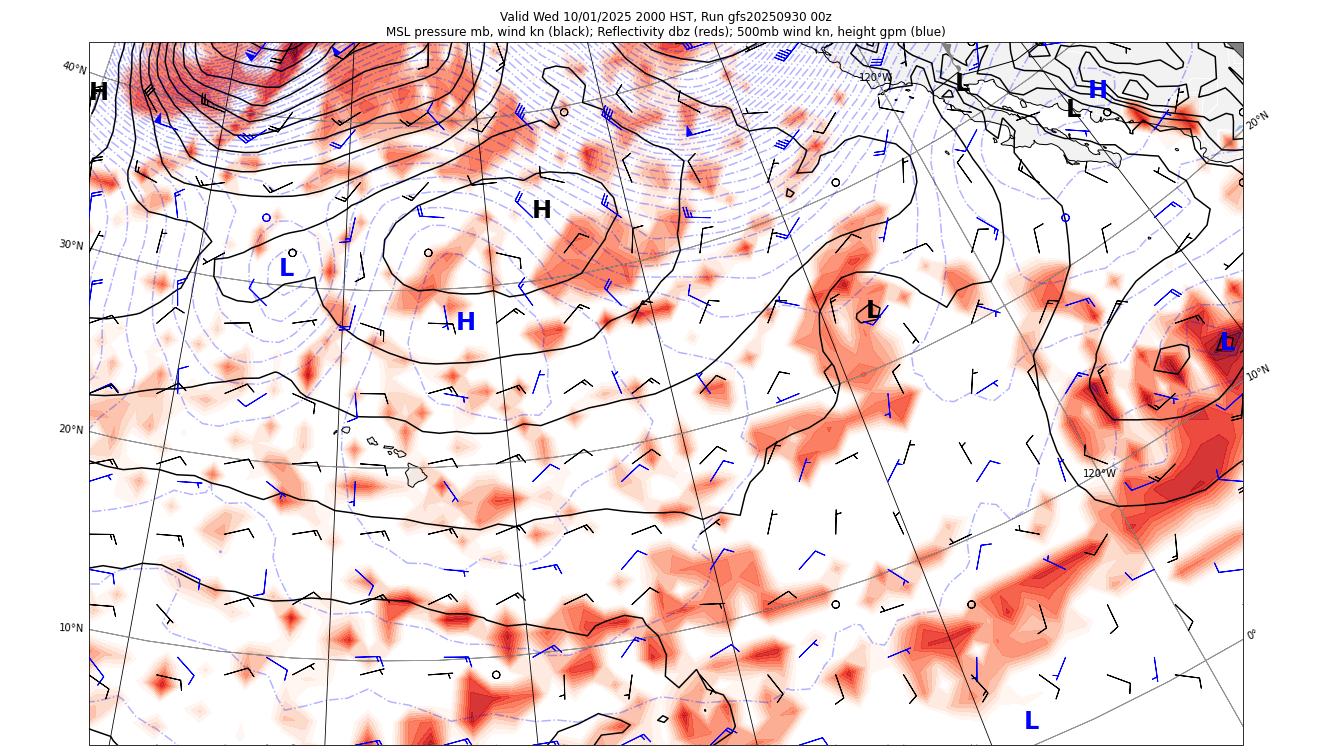 Valid Wed 10/01/2025 2000 HST, Run gfs20250930 00z
MSL pressure mb, wind kn (black); Reflectivity dbz (reds); 500mb wind kn, height gpm (blue)
40°N
120°W
H
L
H
L
20°N
H
30°N
L
H
L
L
10°N
20°N
120°W
10°N
0°
L